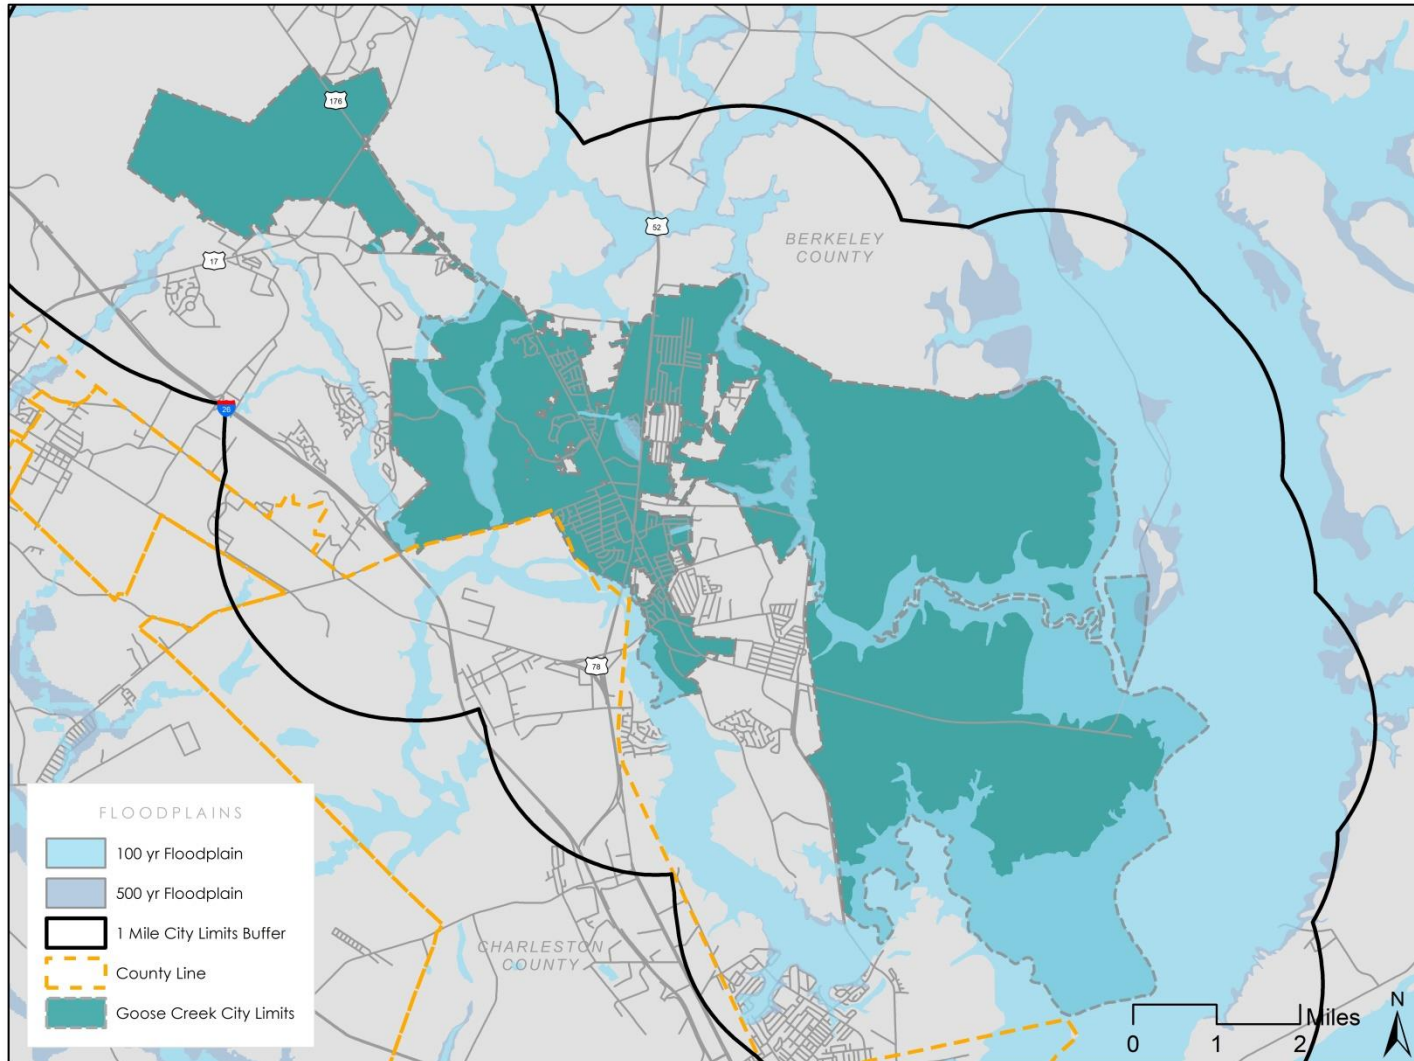 176
52
BERKELEY
COUNTY
17
26
78
FLOODPLAINS
100 yr Floodplain
500 yr Floodplain
1 Mile City Limits Buffer
County Line
Goose Creek City Limits
CHARLESTON
COUNTY
N
Miles
0 1 2